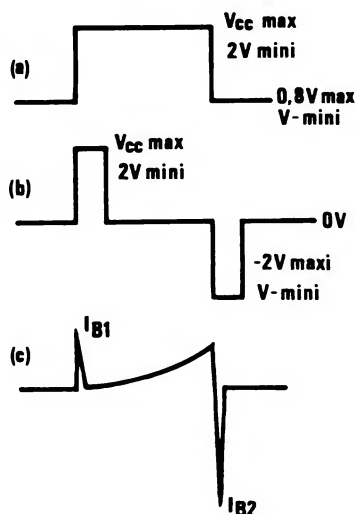 (a)
Vcc max
2V mini
0,8V max
V- mini
(b)
Vcc max
2V mini
0V
-2V maxi
V- mini
(c)
IB1
IB2